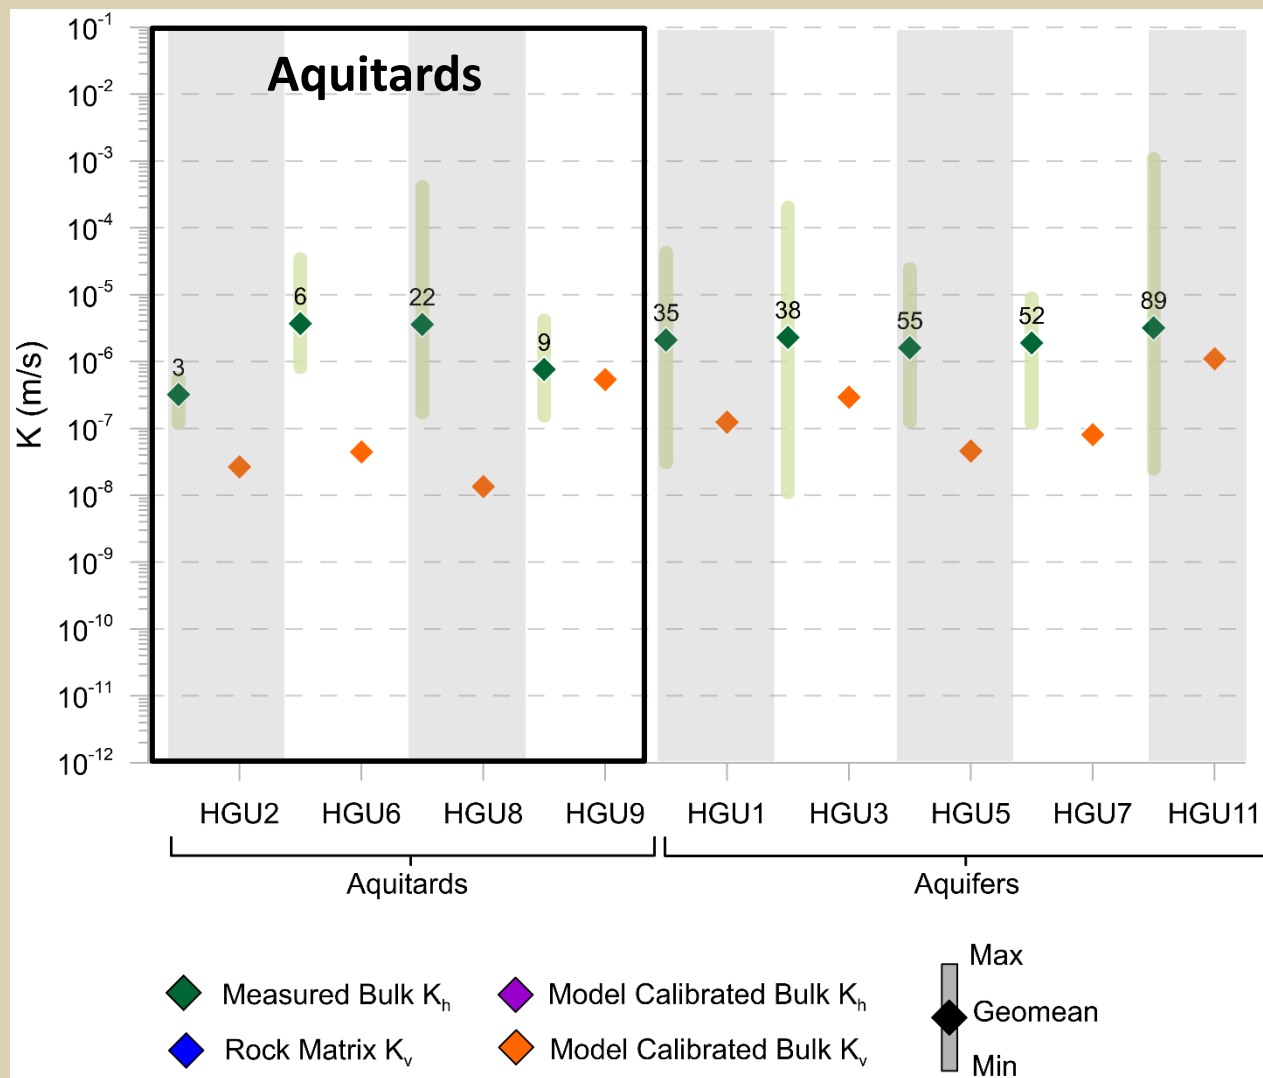 Aquitards
10-1
10-2
10-3
10-4
10-5
10-6
10-7
10-8
10-9
10-10
10-11
10-12
K (m/s)
3
6
22
9
35
38
55
52
89
HGU2 HGU6 HGU8 HGU9 HGU1 HGU3 HGU5 HGU7 HGU11
Aquitards Aquifers
Measured Bulk Kh Model Calibrated Bulk Kh
Rock Matrix Kv Model Calibrated Bulk Kv
Max
Geomean
Min